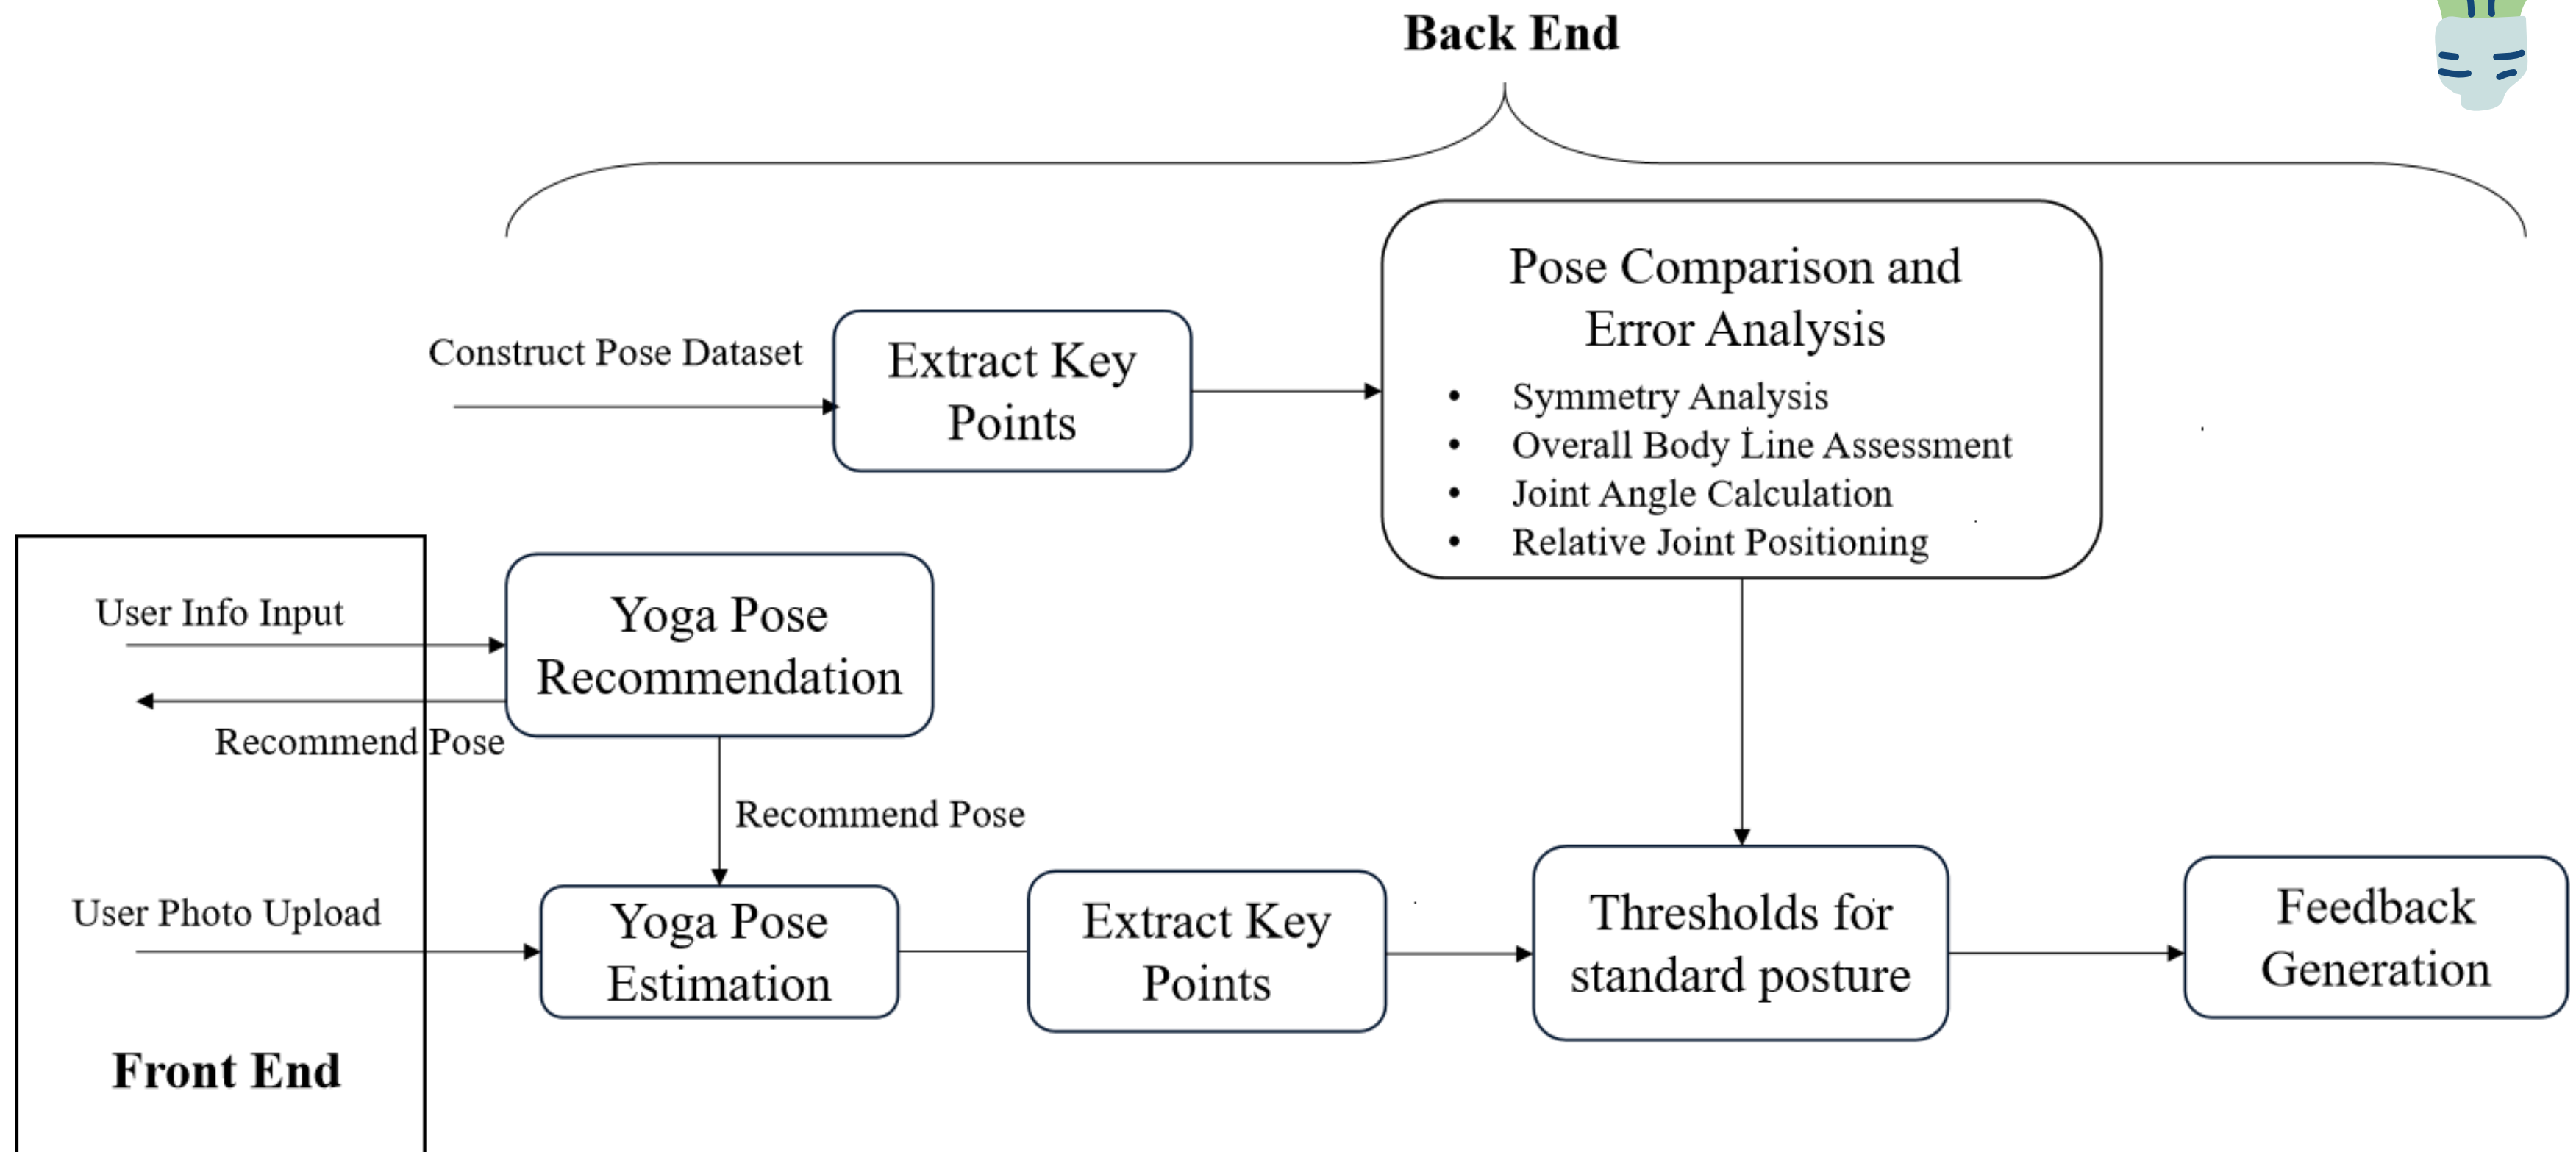 Back End
Construct Pose Dataset
Extract Key
Points
Pose Comparison and
Error Analysis
• Symmetry Analysis
• Overall Body Line Assessment
• Joint Angle Calculation
• Relative Joint Positioning
User Info Input
Yoga Pose
Recommendation
Recommend Pose
Recommend Pose
User Photo Upload
Yoga Pose
Estimation
Extract Key
Points
Thresholds for
standard posture
Feedback
Generation
Front End